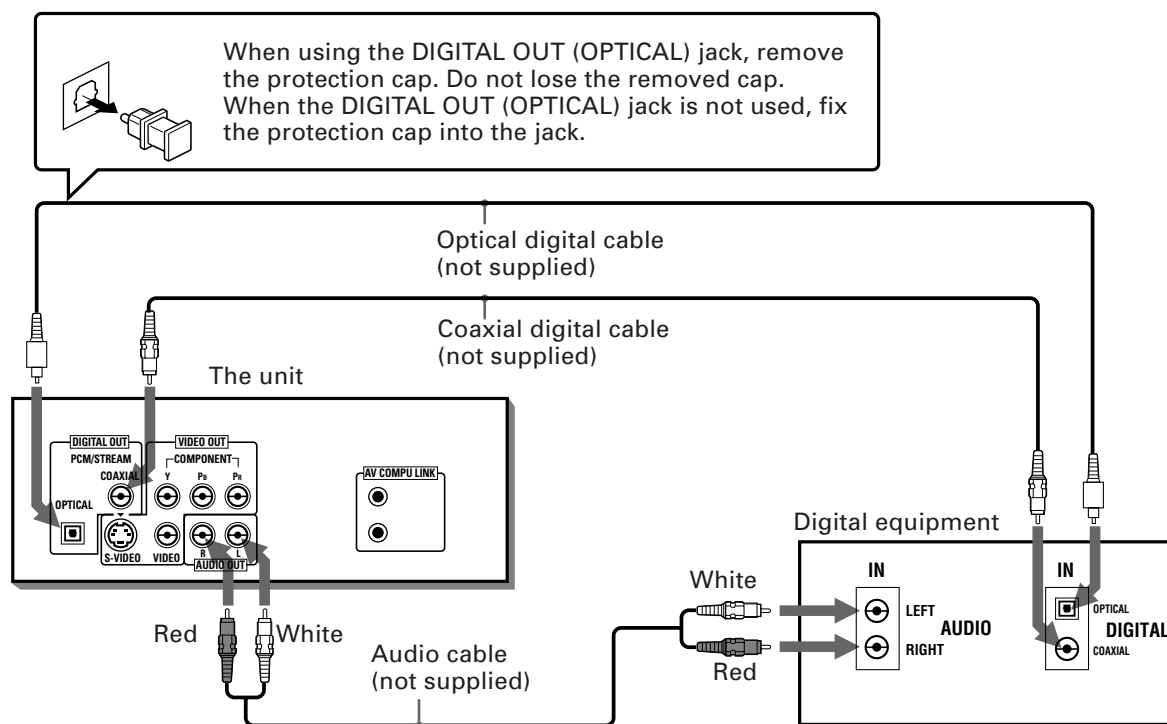 When using the DIGITAL OUT (OPTICAL) jack, remove
the protection cap. Do not lose the removed cap.
When the DIGITAL OUT (OPTICAL) jack is not used, fix
the protection cap into the jack.
Optical digital cable
(not supplied)
Coaxial digital cable
(not supplied)
The unit
DIGITAL OUT
PCM/STREAM
COAXIAL
OPTICAL
VIDEO OUT
COMPONENT
Y PB PR
S-VIDEO VIDEO
R L
AUDIO OUT
AV COMPU LINK
Red White
Audio cable
(not supplied)
Digital equipment
White
Red
IN
LEFT
RIGHT
AUDIO
IN
OPTICAL
COAXIAL
DIGITAL